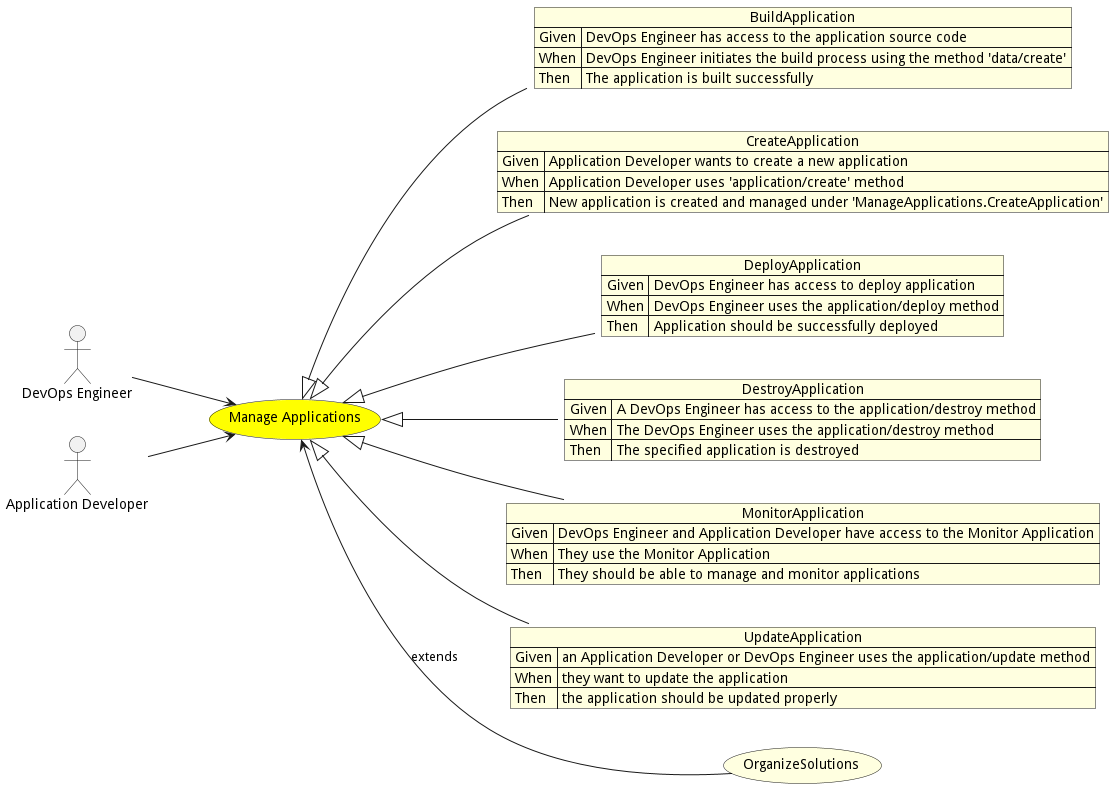 BuildApplication
Given DevOps Engineer has access to the application source code
When DevOps Engineer initiates the build process using the method 'data/create'
Then The application is built successfully
CreateApplication
Given Application Developer wants to create a new application
When Application Developer uses 'application/create' method
Then New application is created and managed under 'ManageApplications.CreateApplication'
DeployApplication
Given DevOps Engineer has access to deploy application
When DevOps Engineer uses the application/deploy method
Then Application should be successfully deployed
DevOps Engineer
Manage Applications
Application Developer
DestroyApplication
Given A DevOps Engineer has access to the application/destroy method
When The DevOps Engineer uses the application/destroy method
Then The specified application is destroyed
MonitorApplication
Given DevOps Engineer and Application Developer have access to the Monitor Application
When They use the Monitor Application
Then They should be able to manage and monitor applications
UpdateApplication
Given an Application Developer or DevOps Engineer uses the application/update method
When they want to update the application
Then the application should be updated properly
extends
OrganizeSolutions